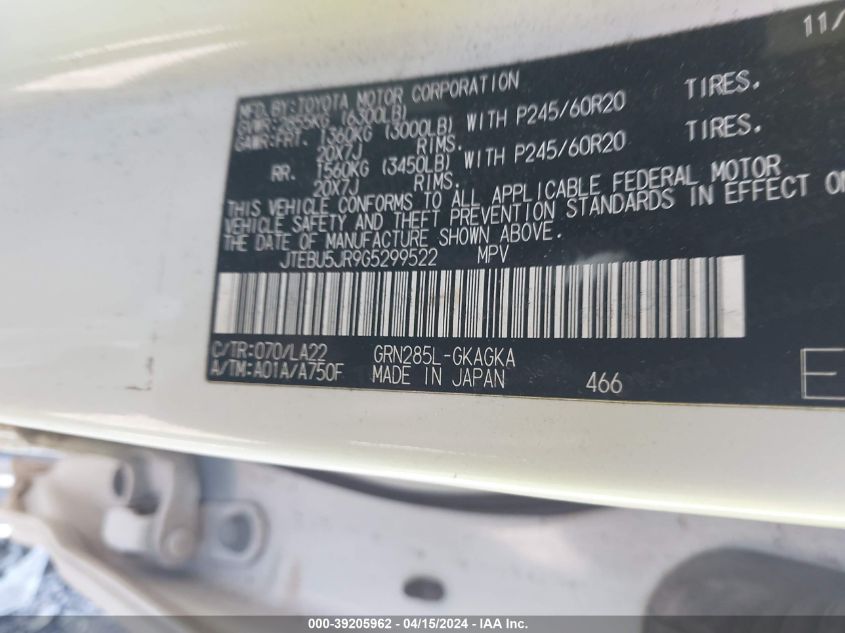 11/
MFD.BY:TOYOTA MOTOR CORPORATION
GVWR:2855KG (6300LB)
GAWR:FRT. 1360KG (3000LB) WITH P245/60R20 TIRES.
20X7J RIMS.
RR. 1560KG (3450LB) WITH P245/60R20 TIRES.
20X7J RIMS.
THIS VEHICLE CONFORMS TO ALL APPLICABLE FEDERAL MOTOR
VEHICLE SAFETY AND THEFT PREVENTION STANDARDS IN EFFECT ON
THE DATE OF MANUFACTURE SHOWN ABOVE.
JTEBU5JR9G5299522 MPV
C/TR:070/LA22 GRN285L-GKAGKA
A/TM:A01A/A750F MADE IN JAPAN 466
000-39205962 - 04/15/2024 - IAA Inc.